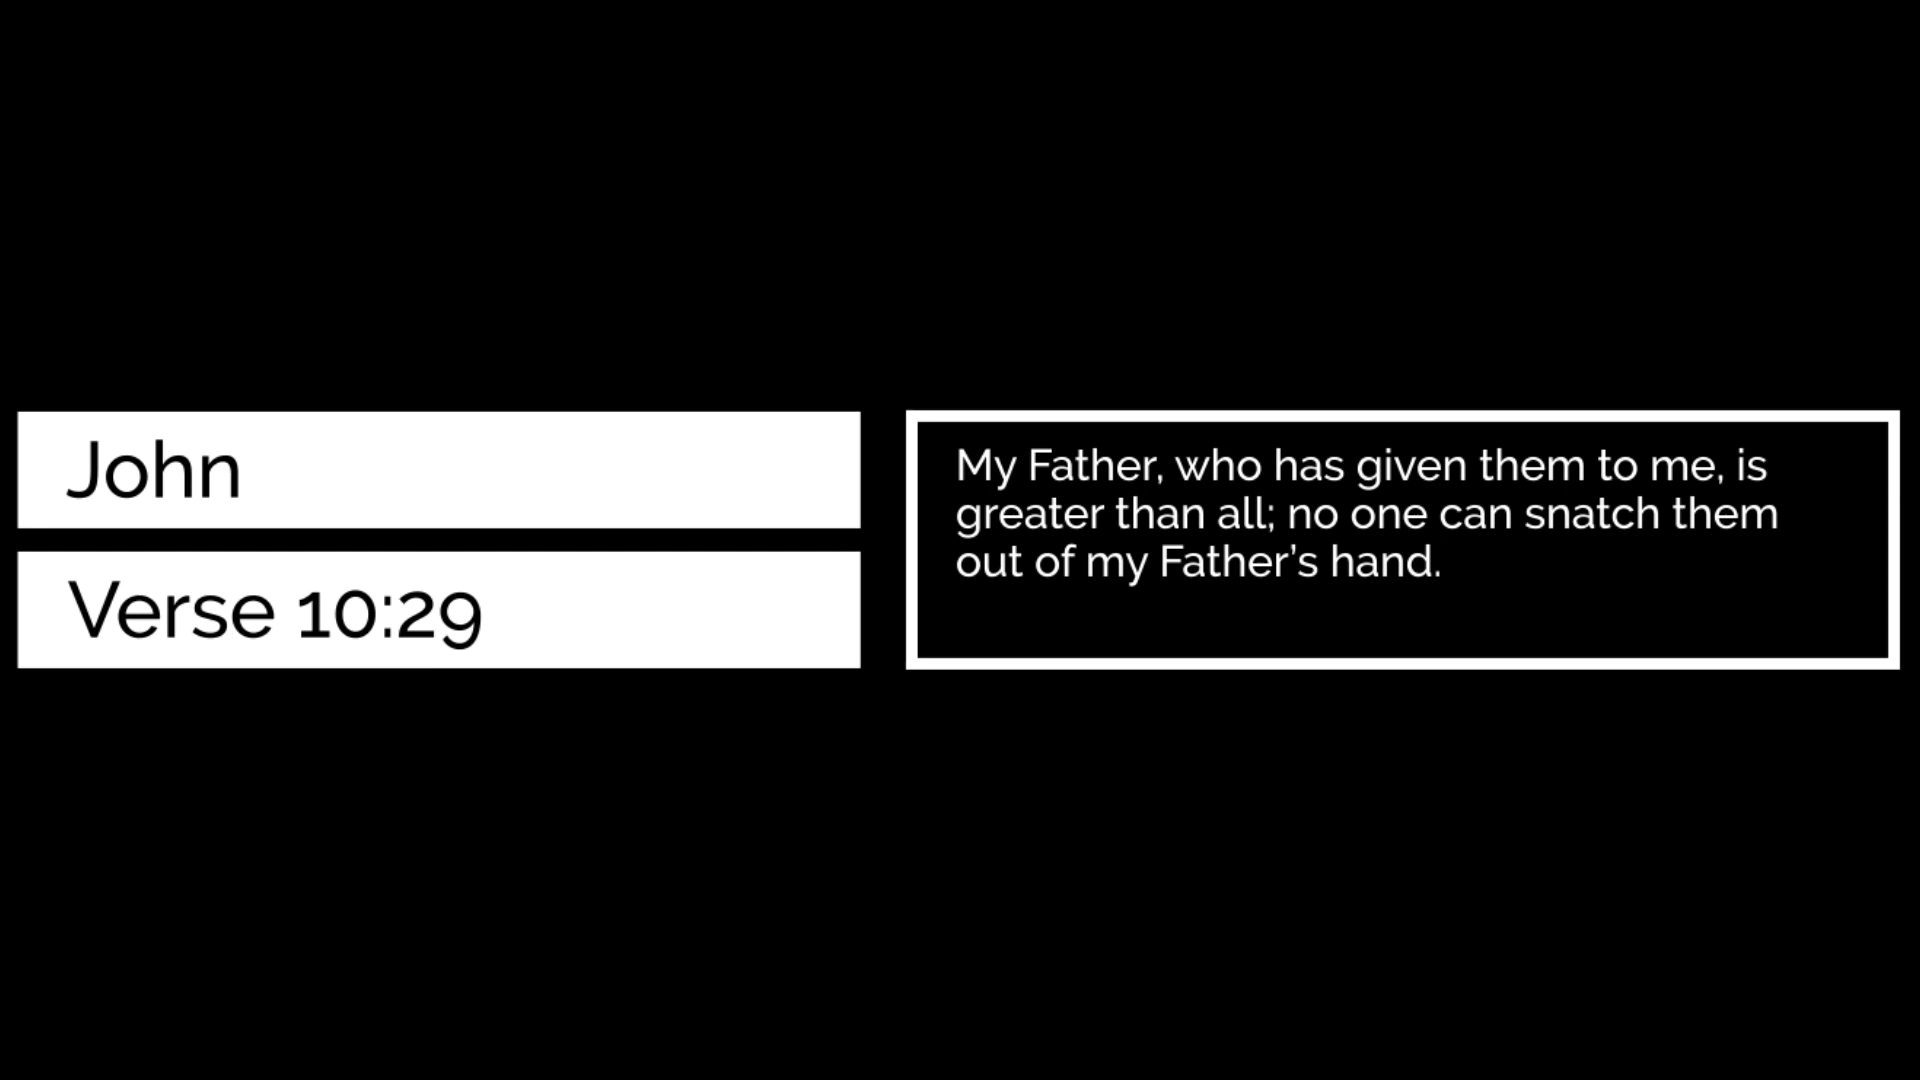 John
Verse 10:29
My Father, who has given them to me, is
greater than all; no one can snatch them
out of my Father’s hand.